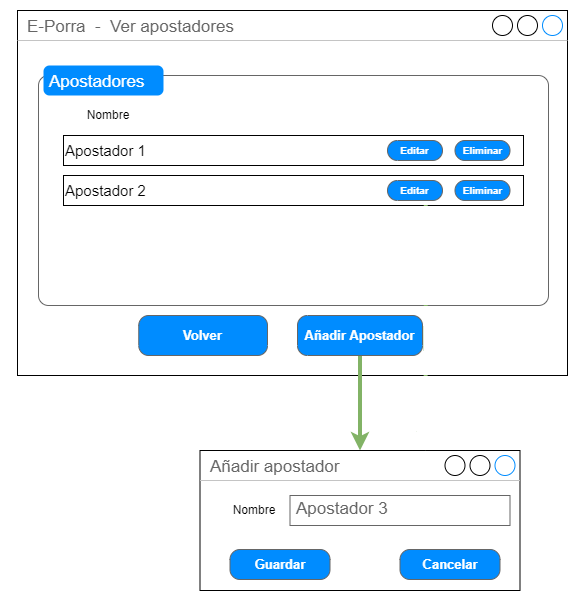 E-Porra - Ver apostadores
Apostadores
Nombre
Apostador 1 Editar Eliminar
Apostador 2 Editar Eliminar
Volver Añadir Apostador
Añadir apostador
Nombre Apostador 3
Guardar Cancelar